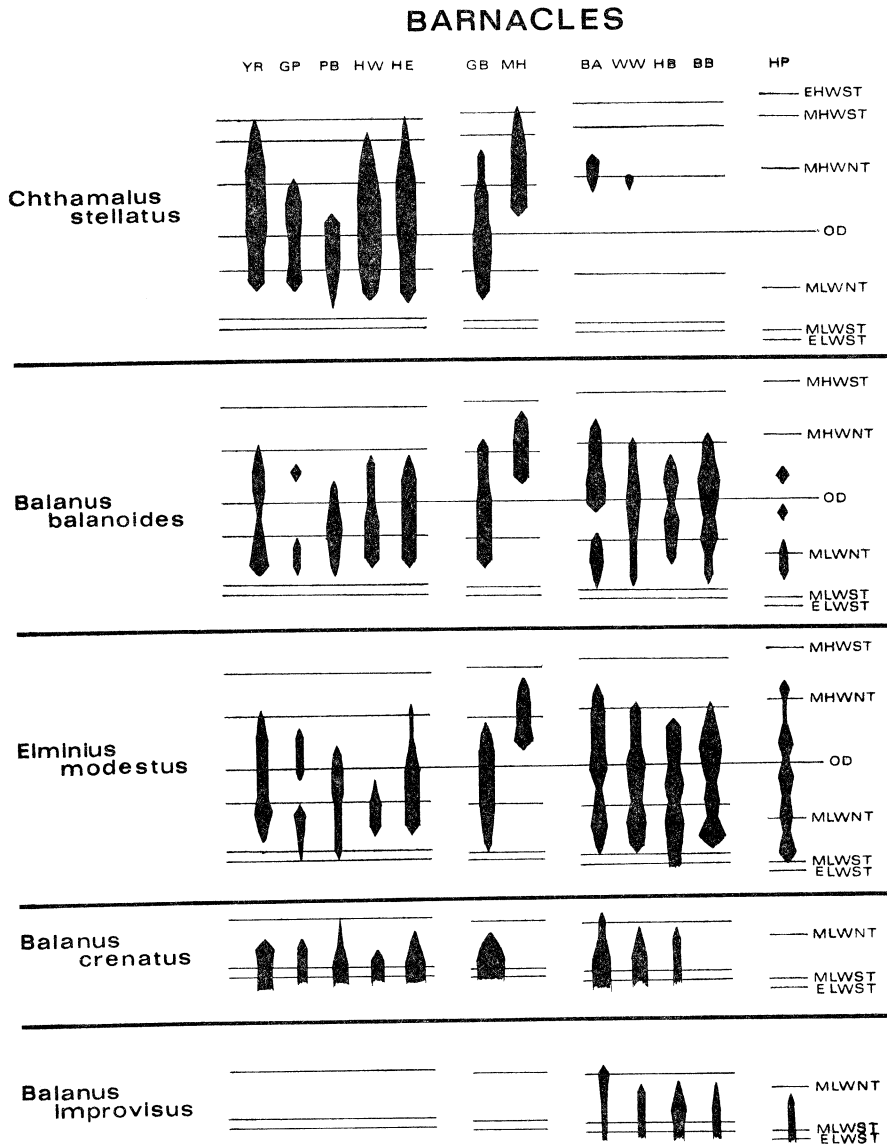 BARNACLES
YR GP PB HW HE GB MH BA WW HB BB HP
EHWST
MHWST
MHWNT
Chthamalus
stellatus
OD
MLWNT
MLWST
ELWST
MHWST
MHWNT
Balanus
balanoides
OD
MLWNT
MLWST
ELWST
MHWST
MHWNT
Elminius
modestus
OD
MLWNT
MLWST
ELWST
Balanus
crenatus
MLWNT
MLWST
ELWST
Balanus
improvisus
MLWNT
MLWST
ELWST